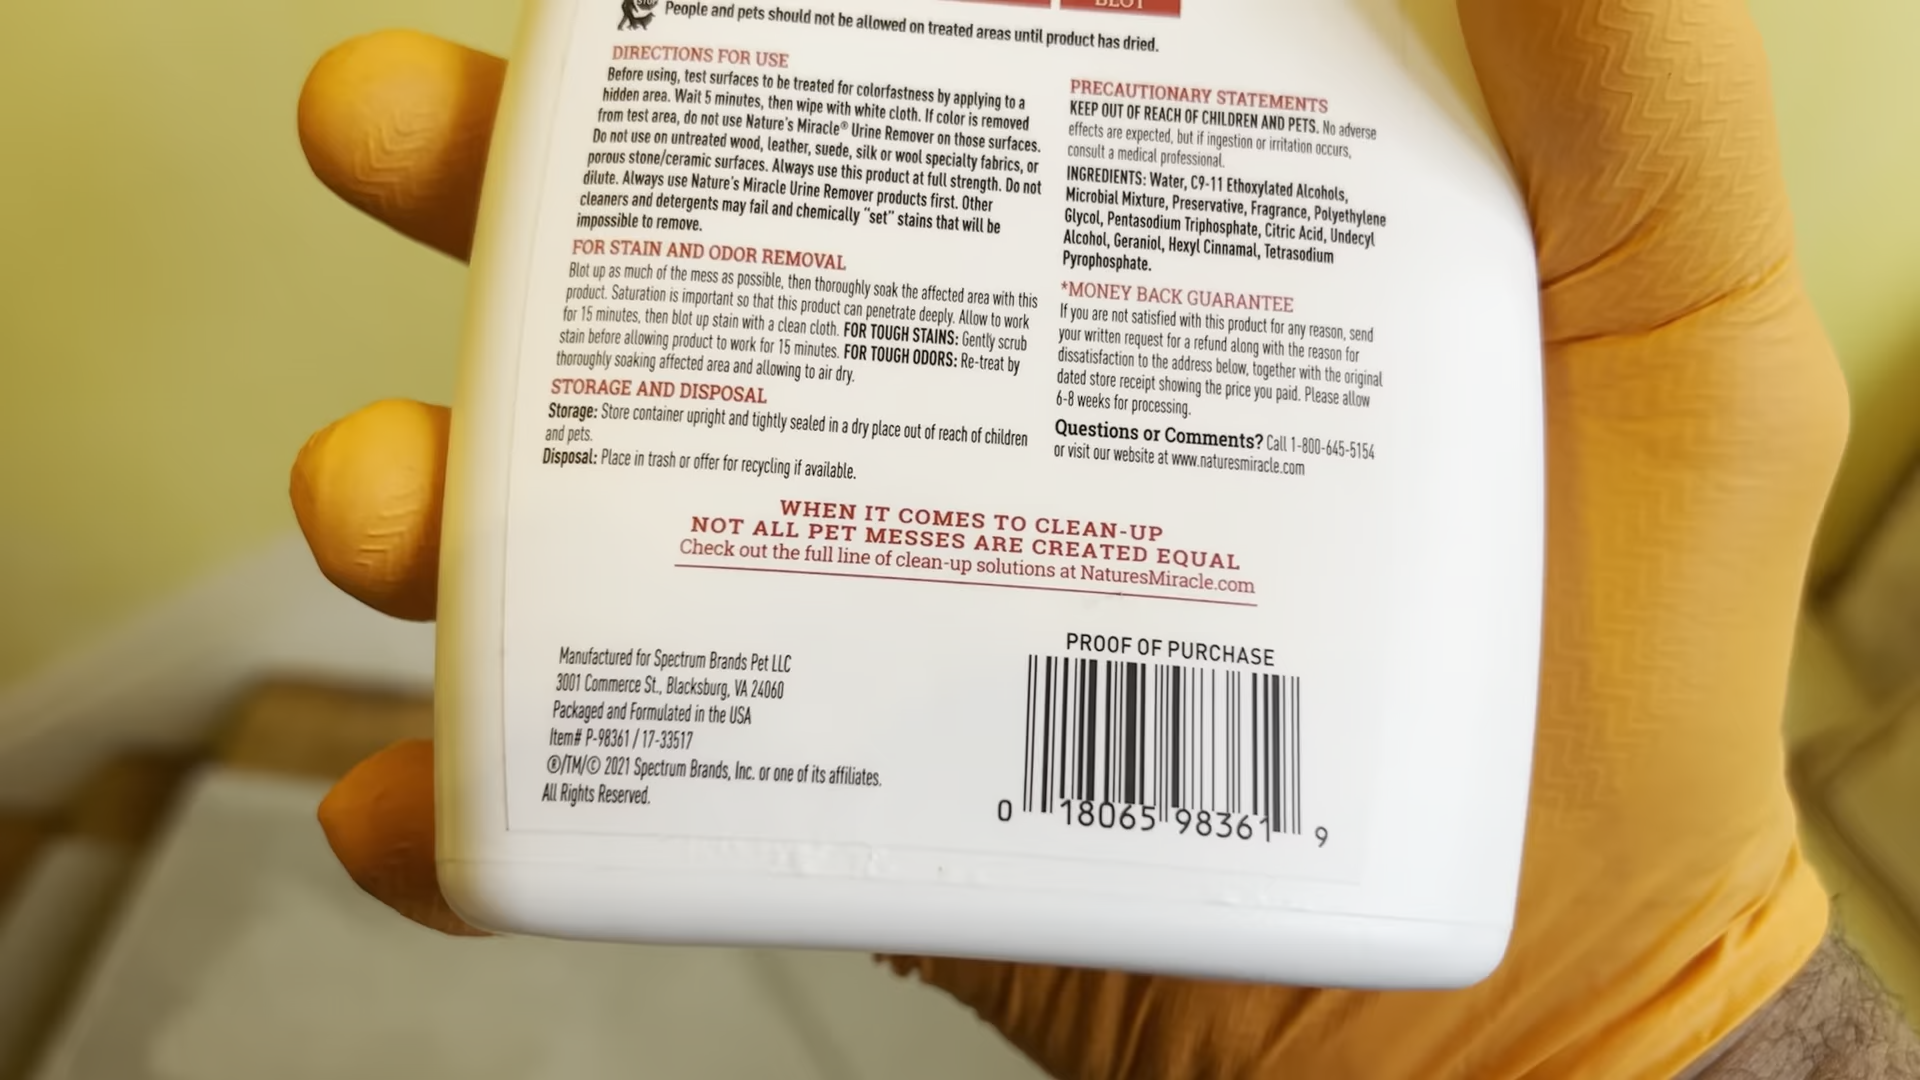 BLOT
STOP
People and pets should not be allowed on treated areas until product has dried.
DIRECTIONS FOR USE
Before using, test surfaces to be treated for colorfastness by applying to a
hidden area. Wait 5 minutes, then wipe with white cloth. If color is removed
from test area, do not use Nature's Miracle® Urine Remover on those surfaces.
Do not use on untreated wood, leather, suede, silk or wool specialty fabrics, or
porous stone/ceramic surfaces. Always use this product at full strength. Do not
dilute. Always use Nature's Miracle Urine Remover products first. Other
cleaners and detergents may fail and chemically "set" stains that will be
impossible to remove.
FOR STAIN AND ODOR REMOVAL
Blot up as much of the mess as possible, then thoroughly soak the affected area with this
product. Saturation is important so that this product can penetrate deeply. Allow to work
for 15 minutes, then blot up stain with a clean cloth. FOR TOUGH STAINS: Gently scrub
stain before allowing product to work for 15 minutes. FOR TOUGH ODORS: Re-treat by
thoroughly soaking affected area and allowing to air dry.
STORAGE AND DISPOSAL
Storage: Store container upright and tightly sealed in a dry place out of reach of children
and pets.
Disposal: Place in trash or offer for recycling if available.
PRECAUTIONARY STATEMENTS
KEEP OUT OF REACH OF CHILDREN AND PETS. No adverse
effects are expected, but if ingestion or irritation occurs,
consult a medical professional.
INGREDIENTS: Water, C9-11 Ethoxylated Alcohols,
Microbial Mixture, Preservative, Fragrance, Polyethylene
Glycol, Pentasodium Triphosphate, Citric Acid, Undecyl
Alcohol, Geraniol, Hexyl Cinnamal, Tetrasodium
Pyrophosphate.
*MONEY BACK GUARANTEE
If you are not satisfied with this product for any reason, send
your written request for a refund along with the reason for
dissatisfaction to the address below, together with the original
dated store receipt showing the price you paid. Please allow
6-8 weeks for processing.
Questions or Comments? Call 1-800-645-5154
or visit our website at www.naturesmiracle.com
WHEN IT COMES TO CLEAN-UP
NOT ALL PET MESSES ARE CREATED EQUAL
Check out the full line of clean-up solutions at NaturesMiracle.com
Manufactured for Spectrum Brands Pet LLC
3001 Commerce St., Blacksburg, VA 24060
Packaged and Formulated in the USA
Item# P-98361 / 17-33517
®/TM/© 2021 Spectrum Brands, Inc. or one of its affiliates.
All Rights Reserved.
PROOF OF PURCHASE
0 18065 98361 9